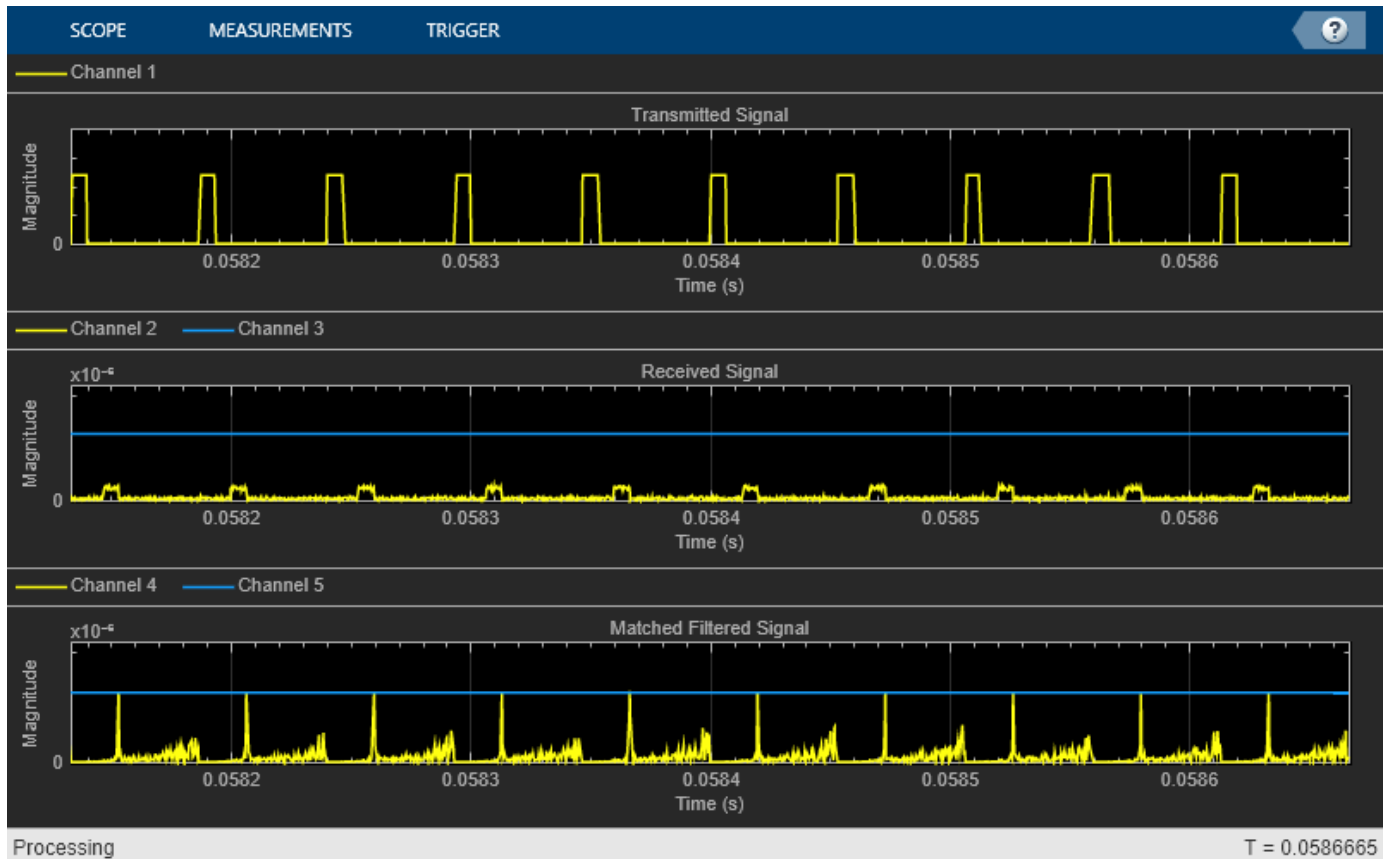 SCOPE MEASUREMENTS TRIGGER ?
Channel 1
Transmitted Signal
Magnitude
0
0.0582 0.0583 0.0584 0.0585 0.0586
Time (s)
Channel 2 Channel 3
x10⁻⁶ Received Signal
Magnitude
0
0.0582 0.0583 0.0584 0.0585 0.0586
Time (s)
Channel 4 Channel 5
x10⁻⁶ Matched Filtered Signal
Magnitude
0
0.0582 0.0583 0.0584 0.0585 0.0586
Time (s)
Processing T = 0.0586665